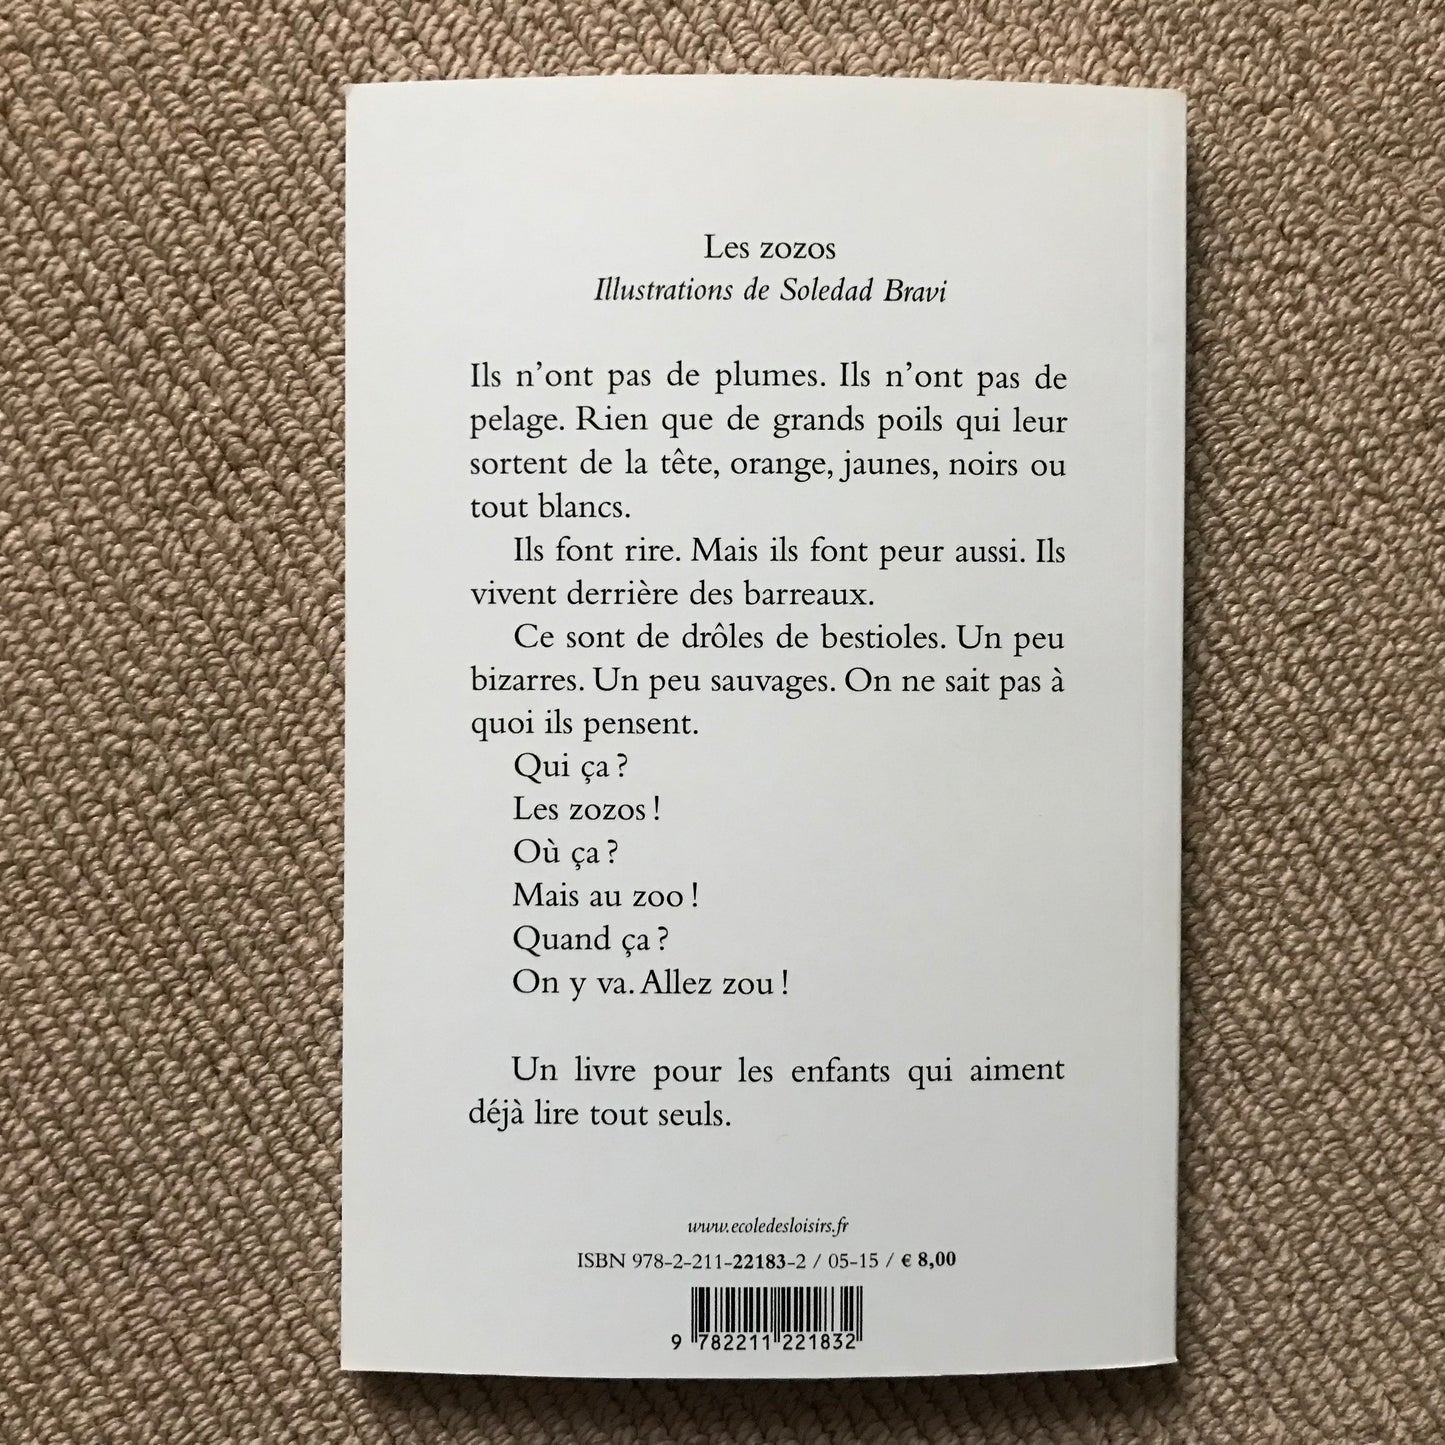 Les zozos
Illustrations de Soledad Bravi
Ils n'ont pas de plumes. Ils n'ont pas de
pelage. Rien que de grands poils qui leur
sortent de la tête, orange, jaunes, noirs ou
tout blancs.
Ils font rire. Mais ils font peur aussi. Ils
vivent derrière des barreaux.
Ce sont de drôles de bestioles. Un peu
bizarres. Un peu sauvages. On ne sait pas à
quoi ils pensent.
Qui ça ?
Les zozos !
Où ça ?
Mais au zoo !
Quand ça ?
On y va. Allez zou !
Un livre pour les enfants qui aiment
déjà lire tout seuls.
www.ecoledesloisirs.fr
ISBN 978-2-211-22183-2 / 05-15 / € 8,00
9 782211 221832